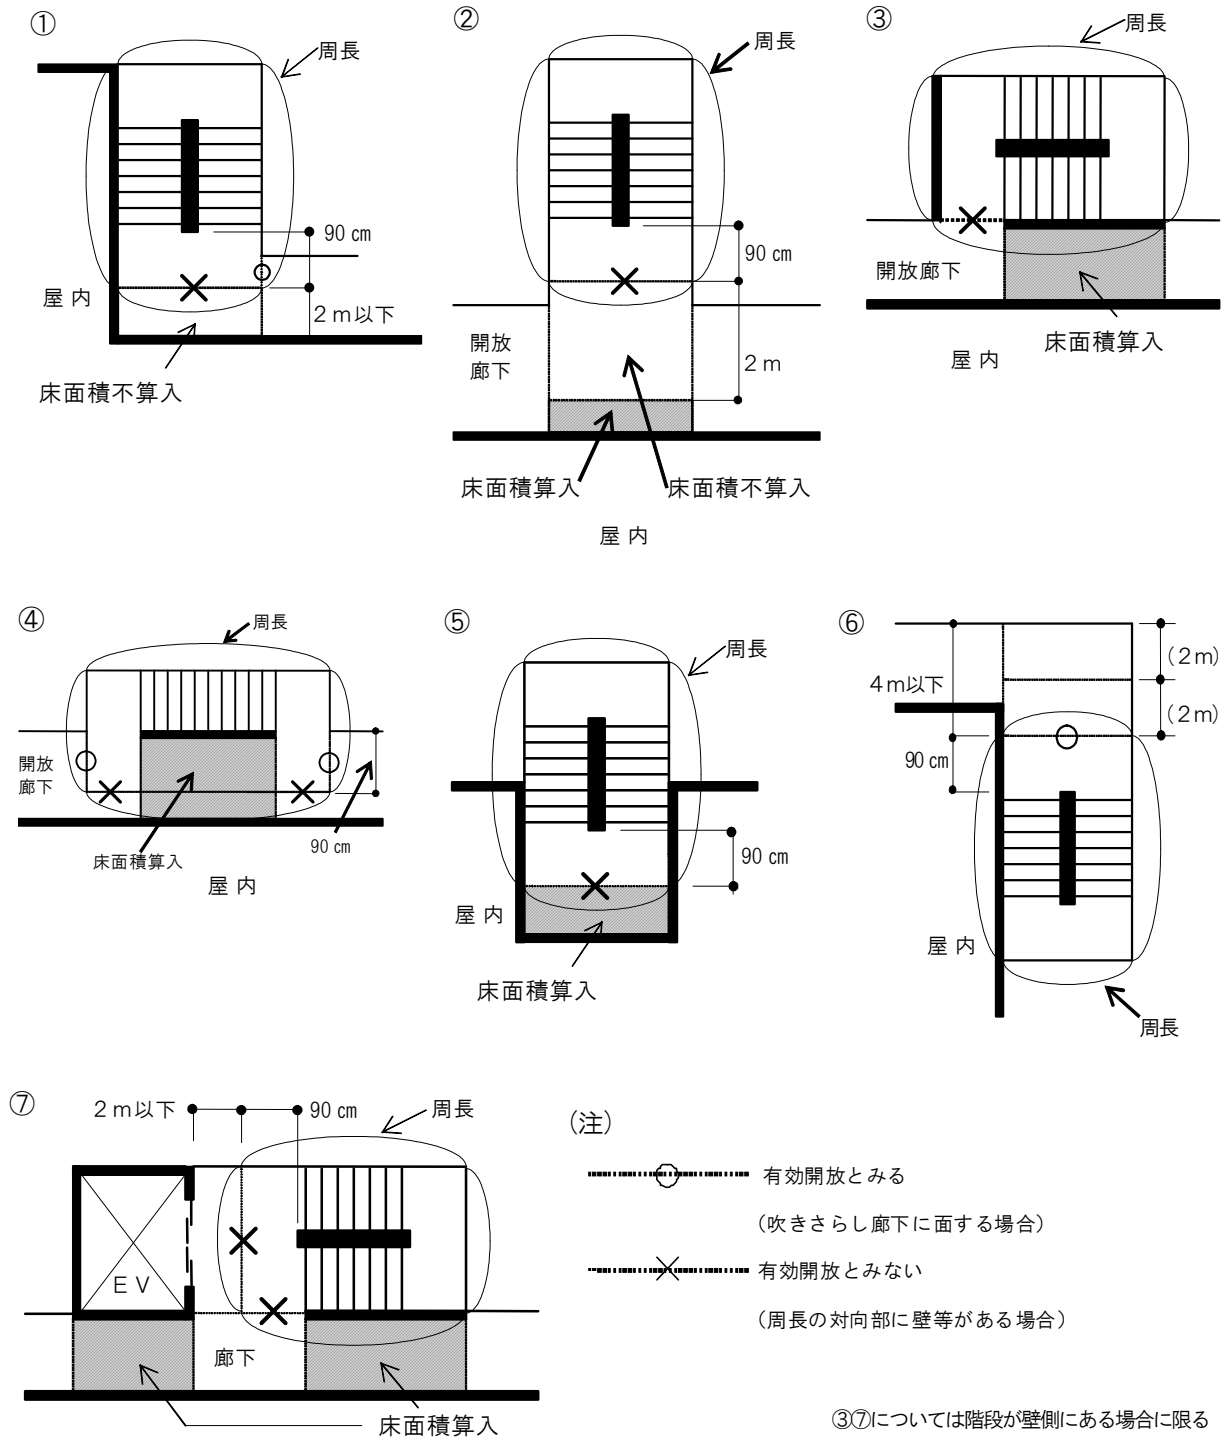 ①
周長
90 cm
屋 内
２ｍ以下
床面積不算入
②
周長
90 cm
開放
廊下
２ｍ
床面積算入
床面積不算入
屋 内
③
周長
開放廊下
床面積算入
屋 内
④
周長
開放
廊下
床面積算入
90 cm
屋 内
⑤
周長
90 cm
屋 内
床面積算入
⑥
(２ｍ)
４ｍ以下
(２ｍ)
90 cm
屋 内
周長
⑦
２ｍ以下
90 cm
周長
ＥＶ
廊下
床面積算入
(注)
有効開放とみる
（吹きさらし廊下に面する場合）
有効開放とみない
（周長の対向部に壁等がある場合）
③⑦については階段が壁側にある場合に限る